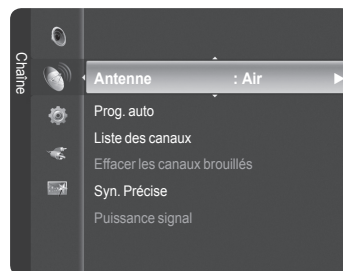 Chaîne
Antenne : Air
Prog. auto
Liste des canaux
Effacer les canaux brouillés
Syn. Précise
Puissance signal